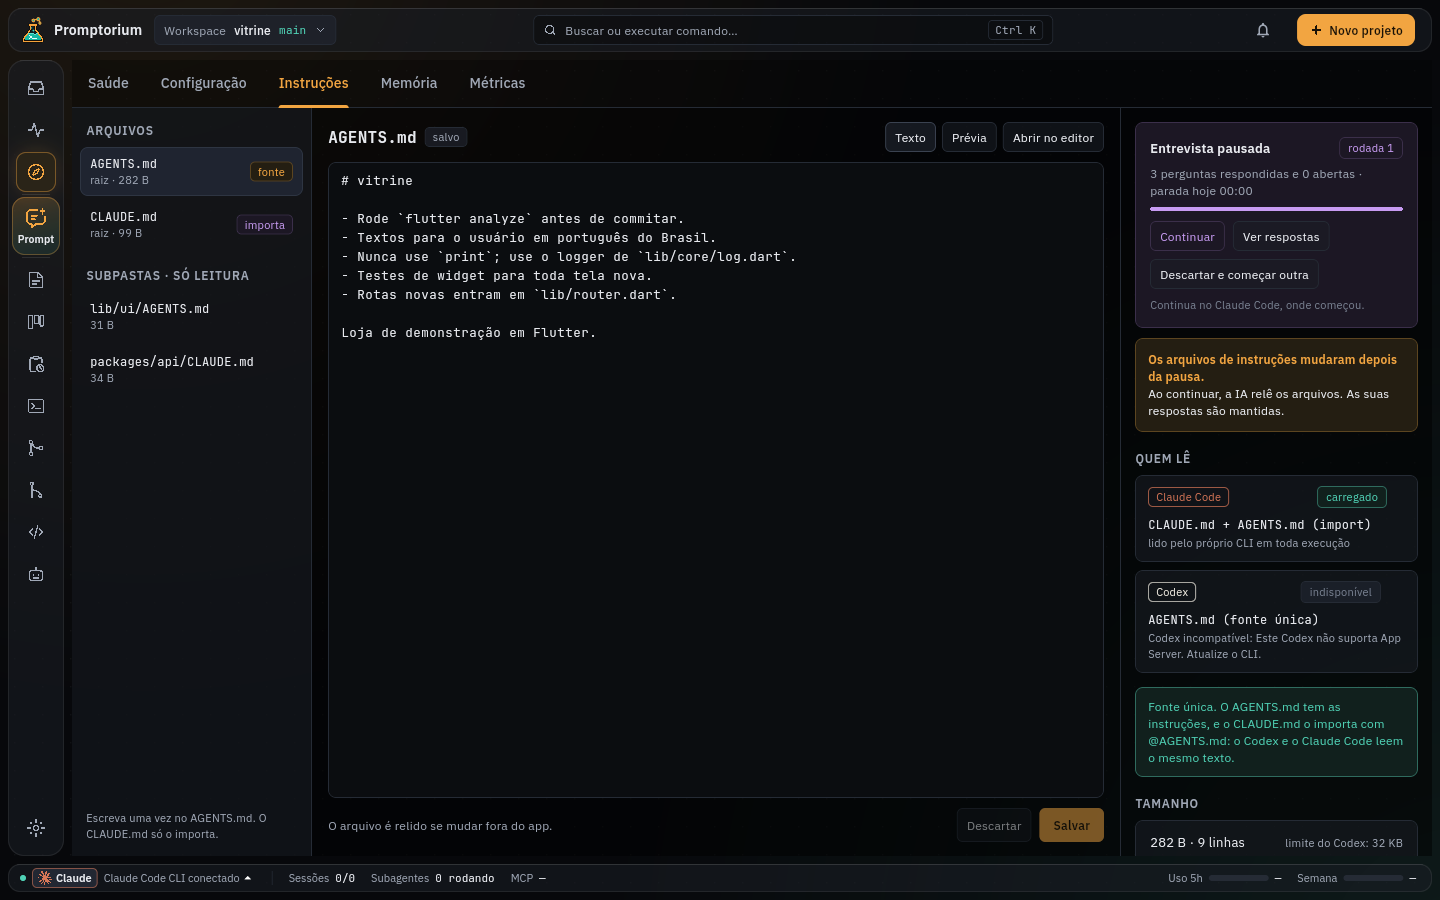 Promptorium
Workspace vitrine main
Buscar ou executar comando...
Ctrl K
+ Novo projeto
Prompt
Saúde
Configuração
Instruções
Memória
Métricas
ARQUIVOS
AGENTS.md
raiz · 282 B
fonte
CLAUDE.md
raiz · 99 B
importa
SUBPASTAS · SÓ LEITURA
lib/ui/AGENTS.md
31 B
packages/api/CLAUDE.md
34 B
Escreva uma vez no AGENTS.md. O
CLAUDE.md só o importa.
AGENTS.md salvo
Texto
Prévia
Abrir no editor
# vitrine
- Rode `flutter analyze` antes de commitar.
- Textos para o usuário em português do Brasil.
- Nunca use `print`; use o logger de `lib/core/log.dart`.
- Testes de widget para toda tela nova.
- Rotas novas entram em `lib/router.dart`.
Loja de demonstração em Flutter.
O arquivo é relido se mudar fora do app.
Descartar
Salvar
Entrevista pausada
rodada 1
3 perguntas respondidas e 0 abertas ·
parada hoje 00:00
Continuar
Ver respostas
Descartar e começar outra
Continua no Claude Code, onde começou.
Os arquivos de instruções mudaram depois
da pausa.
Ao continuar, a IA relê os arquivos. As suas
respostas são mantidas.
QUEM LÊ
Claude Code
carregado
CLAUDE.md + AGENTS.md (import)
lido pelo próprio CLI em toda execução
Codex
indisponível
AGENTS.md (fonte única)
Codex incompatível: Este Codex não suporta App
Server. Atualize o CLI.
Fonte única. O AGENTS.md tem as
instruções, e o CLAUDE.md o importa com
@AGENTS.md: o Codex e o Claude Code leem
o mesmo texto.
TAMANHO
282 B · 9 linhas
limite do Codex: 32 KB
Claude
Claude Code CLI conectado
Sessões 0/0
Subagentes 0 rodando
MCP —
Uso 5h —
Semana —